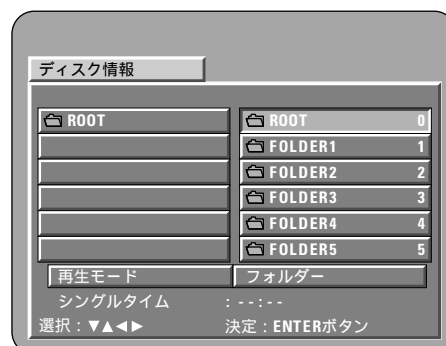 ディスク情報
ROOT ROOT 0
FOLDER1 1
FOLDER2 2
FOLDER3 3
FOLDER4 4
FOLDER5 5
再生モード フォルダー
シングルタイム :--:--
選択:▼▲◀▶ 決定:ENTERボタン